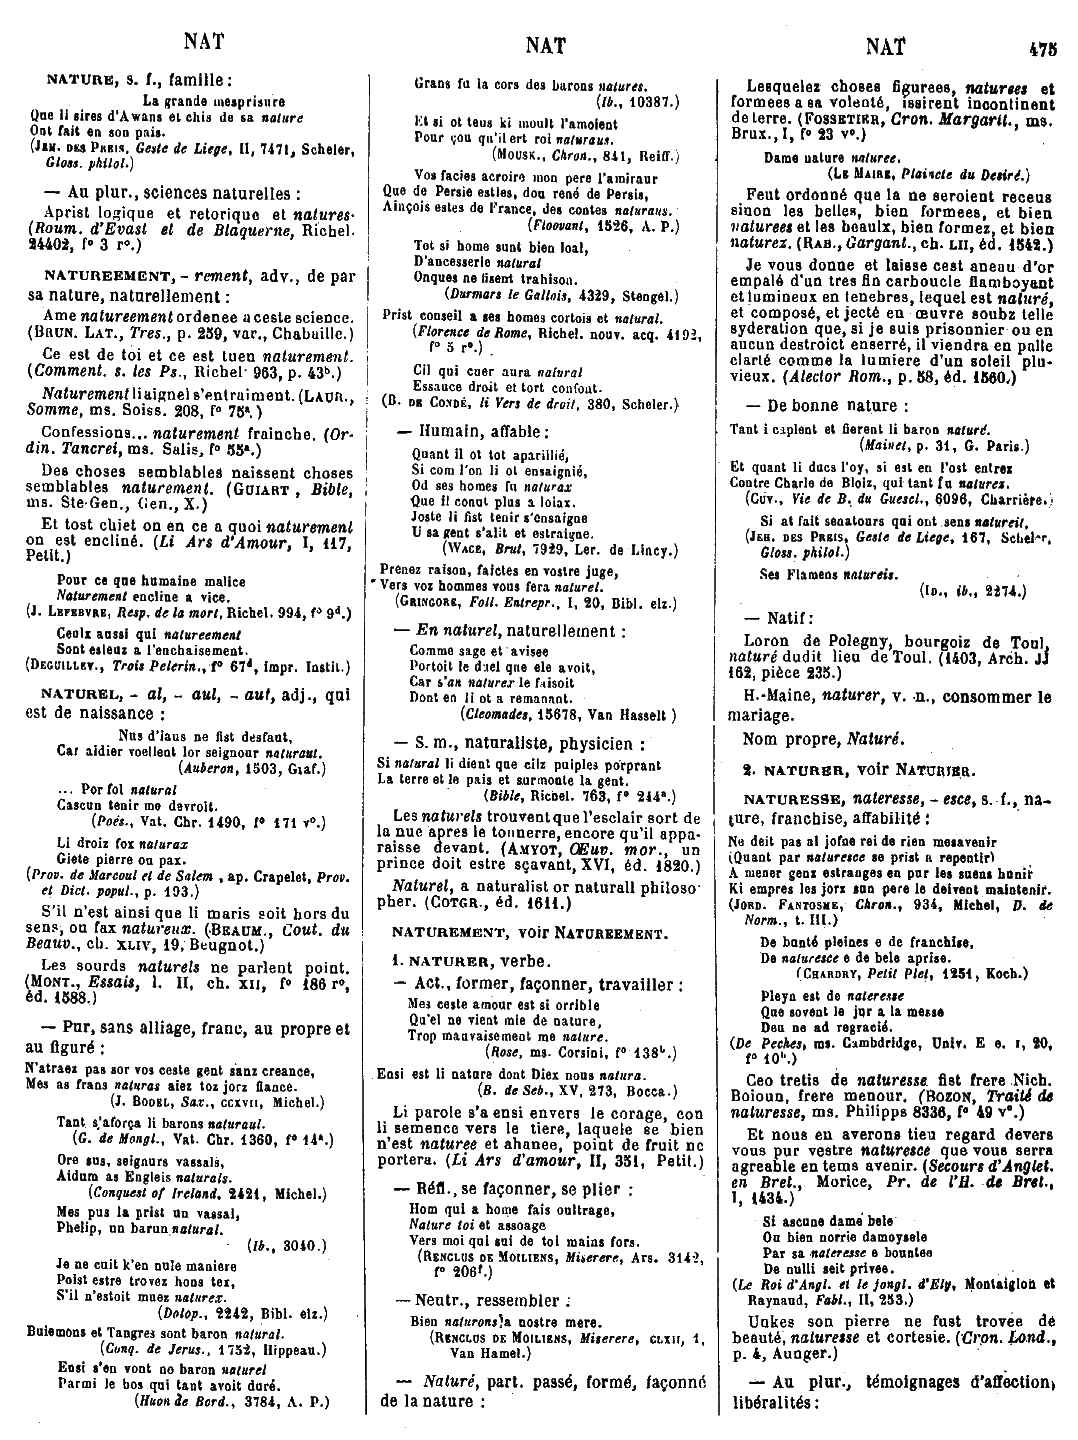 NAT
NAT
NAT 475
NATURE, s. f., famille :
La grande mesprisure
Que li sires d'Awans et chis de sa nature
Ont fait en son pais.
(JEH. DES PREIS, Geste de Liege, II, 7471, Scheler,
Gloss. philol.)
— Au plur., sciences naturelles :
Aprist logique et retorique et natures.
(Roum. d'Evast et de Blaquerne, Richel.
24402, f° 3 r°.)
NATUREEMENT, - rement, adv., de par
sa nature, naturellement :
Ame natureement ordenee a ceste science.
(BRUN. LAT., Tres., p. 259, var., Chabaille.)
Ce est de toi et ce est tuen naturement.
(Comment. s. les Ps., Richel. 963, p. 43b.)
Naturement li aignel s'entraiment. (LAUR.,
Somme, ms. Soiss. 208, f° 75a.)
Confessions... naturement frainche. (Or-
din. Tancrei, ms. Salis, f° 55a.)
Des choses semblables naissent choses
semblables naturement. (GUIART, Bible,
ms. Ste-Gen., Gen., X.)
Et tost chiet on en ce a quoi naturement
on est encliné. (Li Ars d'Amour, I, 117,
Petit.)
Pour ce que humaine malice
Naturement encline a vice.
(J. LEFEBVRE, Resp. de la mort, Richel. 994, f° 9d.)
Ceulx aussi qui natureement
Sont esleuz a l'enchaisement.
(DEGUILLEV., Trois Pelerin., f° 67d, impr. Instit.)
NATUREL, - al, - aul, - aut, adj., qui
est de naissance :
Nus d'iaus ne fist desfaut,
Car aidier voellent lor seignour naturaut.
(Auberon, 1503, Graf.)
... Por fol natural
Cascun tenir me devroit.
(Poés., Vat. Chr. 1490, f° 171 v°.)
Li droiz fox naturax
Giete pierre ou pax.
(Prov. de Marcoul et de Salem, ap. Crapelet, Prov.
et Dict. popul., p. 193.)
S'il n'est ainsi que li maris soit hors du
sens, ou fax natureux. (BEAUM., Cout. du
Beauv., ch. XLIV, 19, Beugnot.)
Les sourds naturels ne parlent point.
(MONT., Essais, l. II, ch. XII, f° 186 r°,
éd. 1588.)
— Pur, sans alliage, franc, au propre et
au figuré :
N'atraez pas sor vos ceste gent sanz creance,
Mes as frans naturas aiez toz jorz fiance.
(J. BODEL, Sax., CCXVII, Michel.)
Tant s'aforça li barons naturaul.
(G. de Mongl., Vat. Chr. 1360, f° 14a.)
Ore sus, seignurs vassals,
Aidum as Engleis naturals.
(Conquest of Ireland, 2421, Michel.)
Mes pus la prist un vassal,
Phelip, un barun natural.
(Ib., 3040.)
Je ne cuit k'en nule maniere
Poist estre trovez hons tex,
S'il n'estoit muez naturex.
(Dolop., 2242, Bibl. elz.)
Buiemons et Tangres sont baron natural.
(Conq. de Jerus., 1752, Hippeau.)
Ensi s'en vont no baron naturel
Parmi le bos qui tant avoit duré.
(Huon de Bord., 3784, A. P.)
Grans fu la cors des barons natures.
(Ib., 10387.)
Et si ot teus ki moult l'amoient
Pour çou qu'il ert roi naturaus.
(MOUSK., Chron., 841, Reiff.)
Vos facies acroire mon pere l'amiraur
Que de Persie estles, dou rené de Persis,
Ainçois estes de France, des contes naturaus.
(Floovant, 1526, A. P.)
Tot si home sunt bien loal,
D'ancesserie natural
Onques ne fisent trahison.
(Durmars le Gallois, 4329, Stengel.)
Prist conseil a ses homes cortois et natural.
(Florence de Rome, Richel. nouv. acq. 4192,
f° 5 r°.)
Cil qui cuer aura natural
Essauce droit et tort confont.
(B. DE CONDÉ, li Vers de droit, 380, Scheler.)
— Humain, affable :
Quant il ot tot aparillié,
Si com l'on li ot ensaignié,
Od ses homes fu naturax
Que il conut plus a loiax.
Joste li fist tenir s'ensaigne
U sa gent s'alit et estraigne.
(WACE, Brut, 7929, Ler. de Lincy.)
Prenez raison, faictes en vostre juge,
Vers voz hommes vous fera naturel.
(GRINGORE, Foll. Entrepr., I, 20, Bibl. elz.)
— En naturel, naturellement :
Comme sage et avisee
Portoit le duel que ele avoit,
Car s'an naturex le faisoit
Dont en li ot a remanant.
(Cleomades, 15678, Van Hasselt)
— S. m., naturaliste, physicien :
Si natural li dient que cilz puiples porprant
La terre et le pais et surmonte la gent.
(Bible, Richel. 763, f° 244a.)
Les naturels trouvent que l'esclair sort de
la nue apres le tonnerre, encore qu'il appa-
raisse devant. (AMYOT, Œuv. mor., un
prince doit estre sçavant, XVI, éd. 1820.)
Naturel, a naturalist or naturall philoso-
pher. (COTGR., éd. 1611.)
NATUREMENT, voir NATUREEMENT.
1. NATURER, verbe.
— Act., former, façonner, travailler :
Mes ceste amour est si orrible
Qu'el ne vient mie de nature,
Trop mauvaisement me nature.
(Rose, ms. Corsini, f° 138b.)
Ensi est li nature dont Diex nous natura.
(B. de Seb., XV, 273, Bocca.)
Li parole s'a ensi envers le corage, con
li semence vers le tiere, laquele se bien
n'est naturee et ahanee, point de fruit ne
portera. (Li Ars d'amour, II, 351, Petit.)
— Réfl., se façonner, se plier :
Hom qui a home fais oultrage,
Nature toi et assoage
Vers moi qui sui de toi mains fors.
(RENCLUS DE MOILIENS, Miserere, Ars. 3142,
f° 206f.)
— Neutr., ressembler :
Bien naturons a nostre mere.
(RENCLUS DE MOILIENS, Miserere, CLXII, 1,
Van Hamel.)
— Naturé, part. passé, formé, façonné
de la nature :
Lesquelez choses figurees, naturees et
formees a sa volenté, issirent incontinent
de terre. (FOSSETIER, Cron. Margarit., ms.
Brux., I, f° 23 v°.)
Dame nature naturee.
(LE MAIRE, Plaincte du Desiré.)
Feut ordonné que la ne seroient receus
sinon les belles, bien formees, et bien
naturees et les beaulx, bien formez, et bien
naturez. (RAB., Gargant., ch. LII, éd. 1542.)
Je vous donne et laisse cest aneau d'or
empalé d'un tres fin carboucle flamboyant
et lumineux en tenebres, lequel est naturé,
et composé, et jecté en œuvre soubz telle
syderation que, si je suis prisonnier ou en
aucun destroict enserré, il viendra en palle
clarté comme la lumiere d'un soleil plu-
vieux. (Alector Rom., p. 58, éd. 1560.)
— De bonne nature :
Tant i caplent et fierent li baron naturé.
(Mainet, p. 31, G. Paris.)
Et quant li ducs l'oy, si est en l'ost entrez
Contre Charle de Bloiz, qui tant fu naturez.
(CUV., Vie de B. du Guescl., 6096, Charrière.)
Si at fait senatours qui ont sens natureit,
(JEH. DES PREIS, Geste de Liege, 167, Scheler,
Gloss. philol.)
Ses Flamens natureis.
(ID., ib., 2274.)
— Natif :
Loron de Polegny, bourgoiz de Toul,
naturé dudit lieu de Toul. (1403, Arch. JJ
162, pièce 235.)
H.-Maine, naturer, v. n., consommer le
mariage.
Nom propre, Naturé.
2. NATURER, voir NATURIER.
NATURESSE, nateresse, - esce, s. f., na-
ture, franchise, affabilité :
Ne deit pas al jofne rei de rien mesavenir
(Quant par naturesce se prist a repentir)
A mener genz estranges en pur les suens honir
Ki empres les jorz sun pere le deivent maintenir.
(JORD. FANTOSME, Chron., 934, Michel, D. de
Norm., t. III.)
De bunté pleines e de franchise,
De naturesce e de bele aprise.
(CHARDRY, Petit Plet, 1251, Koch.)
Pleyn est de nateresse
Que sovent le jur a la messe
Deu ne ad regracié.
(De Peches, ms. Cambdridge, Univ. E e. I, 20,
f° 10b.)
Ceo tretis de naturesse fist frere Nich.
Boioun, frere menour. (BOZON, Traité de
naturesse, ms. Philipps 8336, f° 49 v°.)
Et nous en averons tieu regard devers
vous pur vestre naturesce que vous serra
agreable en tems avenir. (Secours d'Anglet.
en Bret., Morice, Pr. de l'H. de Bret.,
I, 1434.)
Si ascune dame bele
Ou bien norrie damoysele
Par sa nateresse e bountee
De nulli seit privee.
(Le Roi d'Angl. et le jongl. d'Ely, Montaiglon et
Raynaud, Fabl., II, 253.)
Unkes son pierre ne fust trovee de
beauté, naturesse et cortesie. (Cron. Lond.,
p. 4, Aunger.)
— Au plur., témoignages d'affection,
libéralités :